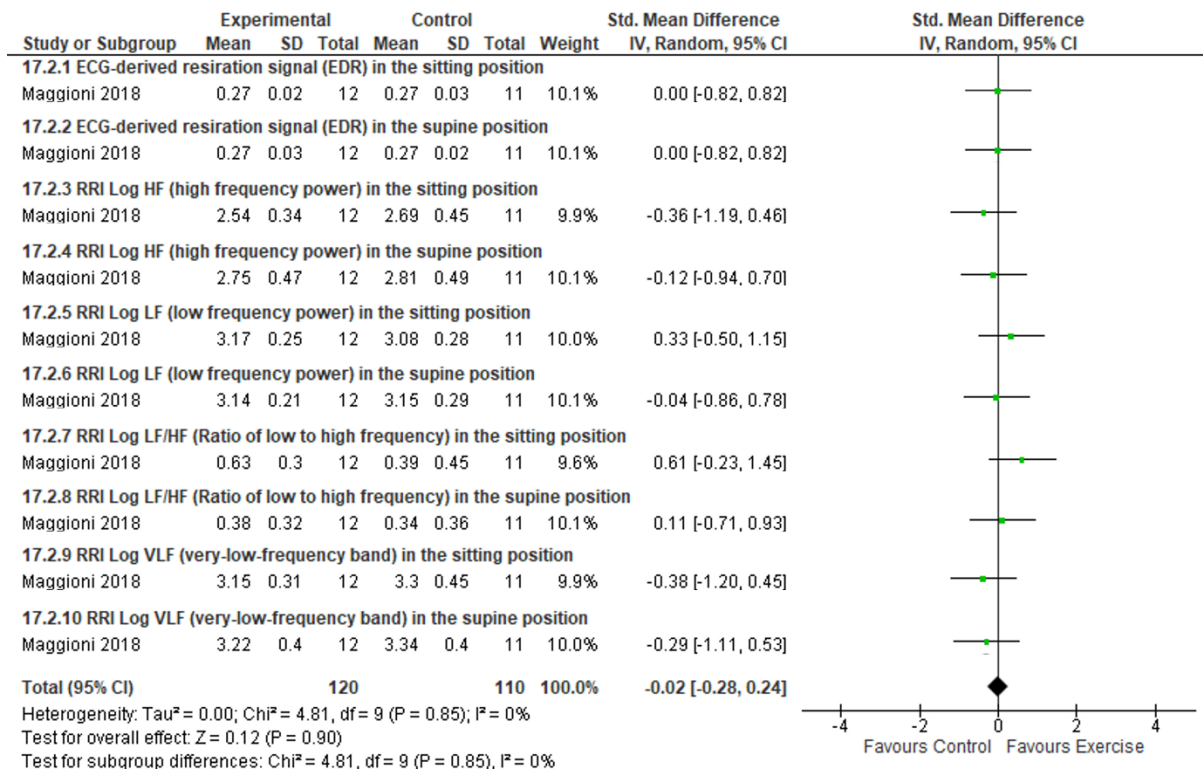 Experimental Control Std. Mean Difference Std. Mean Difference
Study or Subgroup Mean SD Total Mean SD Total Weight IV, Random, 95% CI IV, Random, 95% CI
17.2.1 ECG-derived resiration signal (EDR) in the sitting position
Maggioni 2018 0.27 0.02 12 0.27 0.03 11 10.1% 0.00 [-0.82, 0.82]
17.2.2 ECG-derived resiration signal (EDR) in the supine position
Maggioni 2018 0.27 0.03 12 0.27 0.02 11 10.1% 0.00 [-0.82, 0.82]
17.2.3 RRI Log HF (high frequency power) in the sitting position
Maggioni 2018 2.54 0.34 12 2.69 0.45 11 9.9% -0.36 [-1.19, 0.46]
17.2.4 RRI Log HF (high frequency power) in the supine position
Maggioni 2018 2.75 0.47 12 2.81 0.49 11 10.1% -0.12 [-0.94, 0.70]
17.2.5 RRI Log LF (low frequency power) in the sitting position
Maggioni 2018 3.17 0.25 12 3.08 0.28 11 10.0% 0.33 [-0.50, 1.15]
17.2.6 RRI Log LF (low frequency power) in the supine position
Maggioni 2018 3.14 0.21 12 3.15 0.29 11 10.1% -0.04 [-0.86, 0.78]
17.2.7 RRI Log LF/HF (Ratio of low to high frequency) in the sitting position
Maggioni 2018 0.63 0.3 12 0.39 0.45 11 9.6% 0.61 [-0.23, 1.45]
17.2.8 RRI Log LF/HF (Ratio of low to high frequency) in the supine position
Maggioni 2018 0.38 0.32 12 0.34 0.36 11 10.1% 0.11 [-0.71, 0.93]
17.2.9 RRI Log VLF (very-low-frequency band) in the sitting position
Maggioni 2018 3.15 0.31 12 3.3 0.45 11 9.9% -0.38 [-1.20, 0.45]
17.2.10 RRI Log VLF (very-low-frequency band) in the supine position
Maggioni 2018 3.22 0.4 12 3.34 0.4 11 10.0% -0.29 [-1.11, 0.53]
Total (95% CI) 120 110 100.0% -0.02 [-0.28, 0.24]
Heterogeneity: Tau² = 0.00; Chi² = 4.81, df = 9 (P = 0.85); I² = 0%
Test for overall effect: Z = 0.12 (P = 0.90)
Test for subgroup differences: Chi² = 4.81, df = 9 (P = 0.85), I² = 0%
-4 -2 0 2 4
Favours Control Favours Exercise